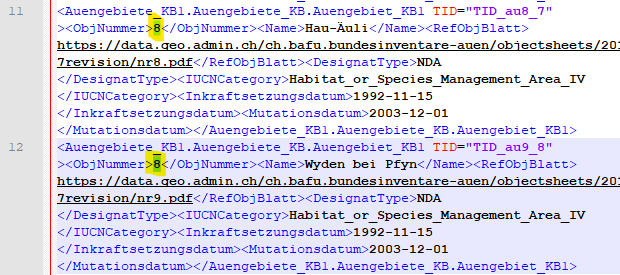 11 <Auengebiete_KB1.Auengebiete_KB.Auengebiet_KB1 TID="TID_au8_7"
><ObjNummer>8</ObjNummer><Name>Hau-Äuli</Name><RefObjBlatt>
https://data.geo.admin.ch/ch.bafu.bundesinventare-auen/objectsheets/201
7revision/nr8.pdf</RefObjBlatt><DesignatType>NDA
</DesignatType><IUCNCategory>Habitat_or_Species_Management_Area_IV
</IUCNCategory><Inkraftsetzungsdatum>1992-11-15
</Inkraftsetzungsdatum><Mutationsdatum>2003-12-01
</Mutationsdatum></Auengebiete_KB1.Auengebiete_KB.Auengebiet_KB1>
12 <Auengebiete_KB1.Auengebiete_KB.Auengebiet_KB1 TID="TID_au9_8"
><ObjNummer>8</ObjNummer><Name>Wyden bei Pfyn</Name><RefObjBlatt>
https://data.geo.admin.ch/ch.bafu.bundesinventare-auen/objectsheets/201
7revision/nr9.pdf</RefObjBlatt><DesignatType>NDA
</DesignatType><IUCNCategory>Habitat_or_Species_Management_Area_IV
</IUCNCategory><Inkraftsetzungsdatum>1992-11-15
</Inkraftsetzungsdatum><Mutationsdatum>2003-12-01
</Mutationsdatum></Auengebiete_KB1.Auengebiete_KB.Auengebiet_KB1>